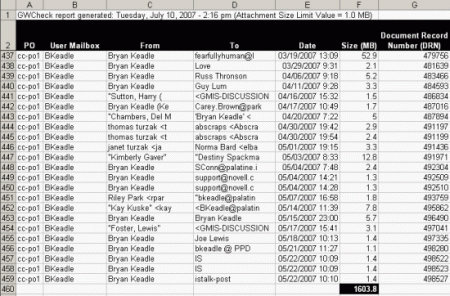 A B C D E F G
1 GWCheck report generated: Tuesday, July 10, 2007 - 2:16 pm (Attachment Size Limit Value = 1.0 MB)
2 PO User Mailbox From To Date Size (MB) Document Record Number (DRN)
437 cc-po1 BKeadle Bryan Keadle fearfullyhuman@l 03/19/2007 13:09 52.9 479756
438 cc-po1 BKeadle Bryan Keadle Love 03/29/2007 9:31 2.1 481639
439 cc-po1 BKeadle Bryan Keadle Russ Thronson 04/06/2007 9:18 5.2 483466
440 cc-po1 BKeadle Bryan Keadle Guy Lum 04/11/2007 9:28 3.3 484593
441 cc-po1 BKeadle "Sutton, Harry ( <GMIS-DISCUSSION 04/16/2007 15:32 1.5 486834
442 cc-po1 BKeadle Bryan Keadle (Ke Carey.Brown@park 04/17/2007 10:49 1.7 487016
443 cc-po1 BKeadle "Chambers, Del M 'Bryan Keadle' < 04/20/2007 7:22 5 487894
444 cc-po1 BKeadle thomas turzak <t abscraps <Abscra 04/30/2007 19:42 2.9 491197
445 cc-po1 BKeadle thomas turzak <t abscraps <Abscra 04/30/2007 19:54 2.4 491199
446 cc-po1 BKeadle janet turzak <ja Norma Bard <elba 05/01/2007 19:15 3.3 491436
447 cc-po1 BKeadle "Kimberly Gaver" "Destiny Spackma 05/03/2007 8:33 12.8 491971
448 cc-po1 BKeadle Bryan Keadle SConn@palatine.i 05/04/2007 7:48 2.4 492304
449 cc-po1 BKeadle Bryan Keadle support@novell.c 05/04/2007 14:21 1.3 492509
450 cc-po1 BKeadle Bryan Keadle support@novell.c 05/04/2007 14:28 1.3 492510
451 cc-po1 BKeadle Riley Park <rpar "bkeadle@palatin 05/07/2007 16:58 1.8 493759
452 cc-po1 BKeadle "Kay Kuske" <kay <BKeadle@palatin 05/14/2007 11:39 7.8 495862
453 cc-po1 BKeadle Bryan Keadle Bryan Keadle 05/15/2007 23:00 5.7 496490
454 cc-po1 BKeadle "Foster, Lewis" <GMIS-DISCUSSION 05/17/2007 15:41 3.1 497041
455 cc-po1 BKeadle Bryan Keadle Joe Lewis 05/18/2007 10:13 1.4 497335
456 cc-po1 BKeadle Bryan Keadle bkeadle @ PPD 05/21/2007 11:27 1.1 498280
457 cc-po1 BKeadle Bryan Keadle IS 05/22/2007 10:09 1.4 498522
458 cc-po1 BKeadle Bryan Keadle IS 05/22/2007 10:09 1.4 498523
459 cc-po1 BKeadle Bryan Keadle istalk-post 05/22/2007 10:10 1.4 498527
460 1603.8